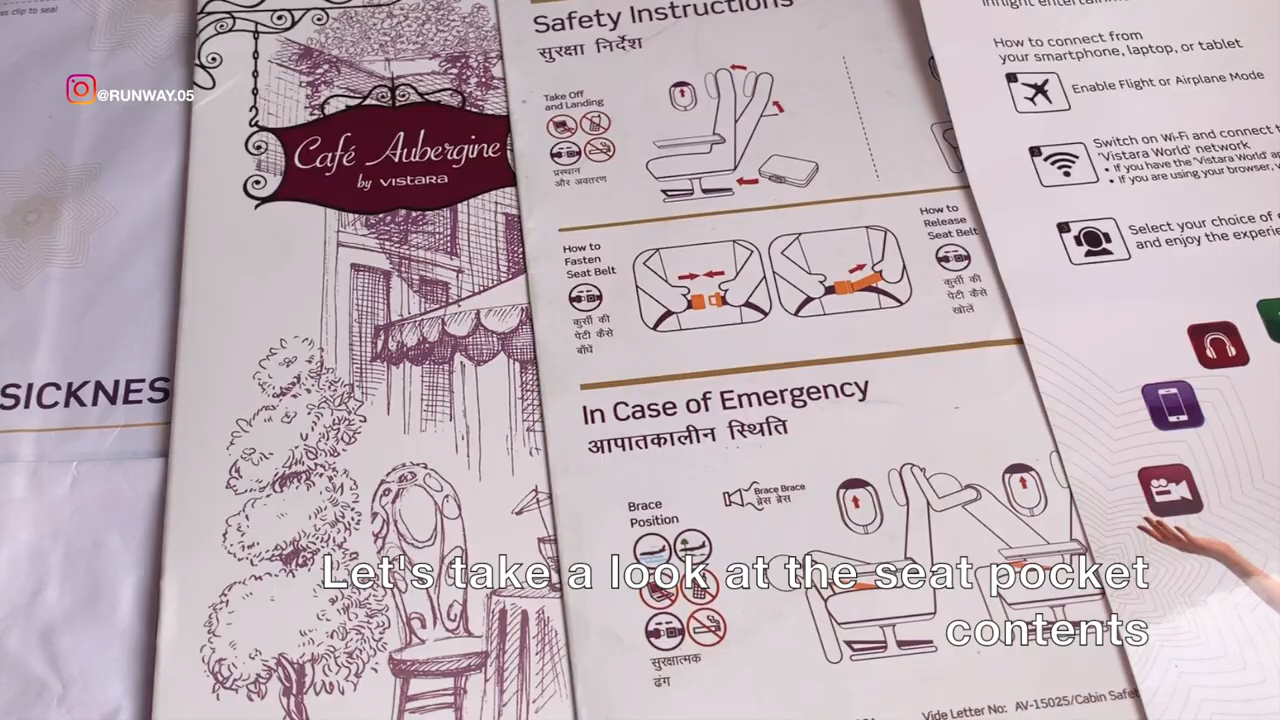 ss clip to seal
@RUNWAY.05
SICKNES
Café Aubergine
by VISTARA
Safety Instructions
सुरक्षा निर्देश
Take Off
and Landing
प्रस्थान
और अवतरण
How to
Fasten
Seat Belt
कुर्सी की
पेटी कैसे
बाँधें
How to
Release
Seat Belt
कुर्सी की
पेटी कैसे
खोलें
In Case of Emergency
आपातकालीन स्थिति
Brace
Position
Brace Brace
ब्रेस ब्रेस
सुरक्षात्मक
ढंग
Vide Letter No: AV-15025/Cabin Safet
How to connect from
your smartphone, laptop, or tablet
Enable Flight or Airplane Mode
Switch on Wi-Fi and connect
'Vistara World' network
• If you have the 'Vistara World'
• If you are using your browser,
Select your choice of
and enjoy the experie
Let's take a look at the seat pocket
contents